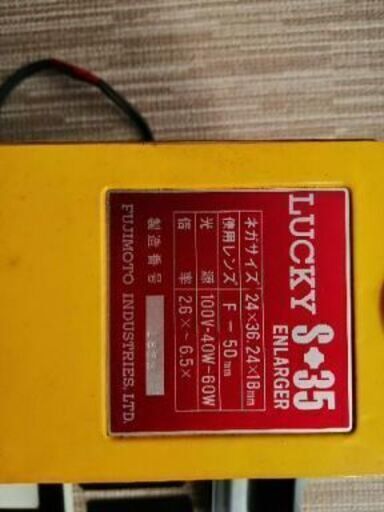 LUCKY S◆35
ENLARGER
ネガサイズ 24×36.24×18mm
使用レンズ F－50mm
光源 100V-40W-60W
倍率 2.6×～6.5×
製造番号
FUJIMOTO INDUSTRIES, LTD.